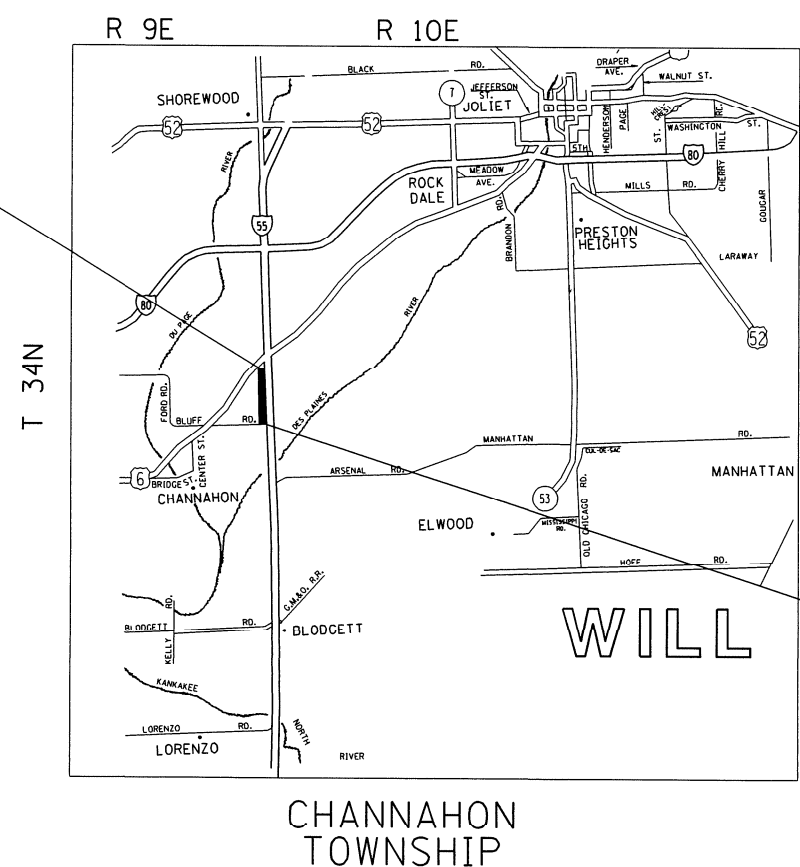 R 9E
R 10E
BLACK
RD.
DRAPER
AVE.
WALNUT ST.
SHOREWOOD
7
JEFFERSON
ST.
JOLIET
HENDERSON
PAGE
HILL
CREST
RD.
52
52
ST.
WASHINGTON
ST.
RIVER
5TH
80
CHERRY HILL
MEADOW
AVE.
ROCK
DALE
MILLS
RD.
RD.
BRANDON
55
GOUGAR
PRESTON
HEIGHTS
LARAWAY
80
DU PAGE
RIVER
52
T 34N
FORD RD.
BLUFF
RD.
DES PLAINES
CENTER ST.
MANHATTAN
RD.
CUL-DE-SAC
6
BRIDGE ST.
CHANNAHON
ARSENAL
RD.
MANHATTAN
53
OLD CHICAGO RD.
ELWOOD
MISSISSIPPI
RD.
HOFF
RD.
G.M.&O. R.R.
RD.
BLODGETT
RD.
BLODGETT
KELLY
WILL
KANKAKEE
LORENZO
RD.
LORENZO
NORTH
RIVER
CHANNAHON
TOWNSHIP